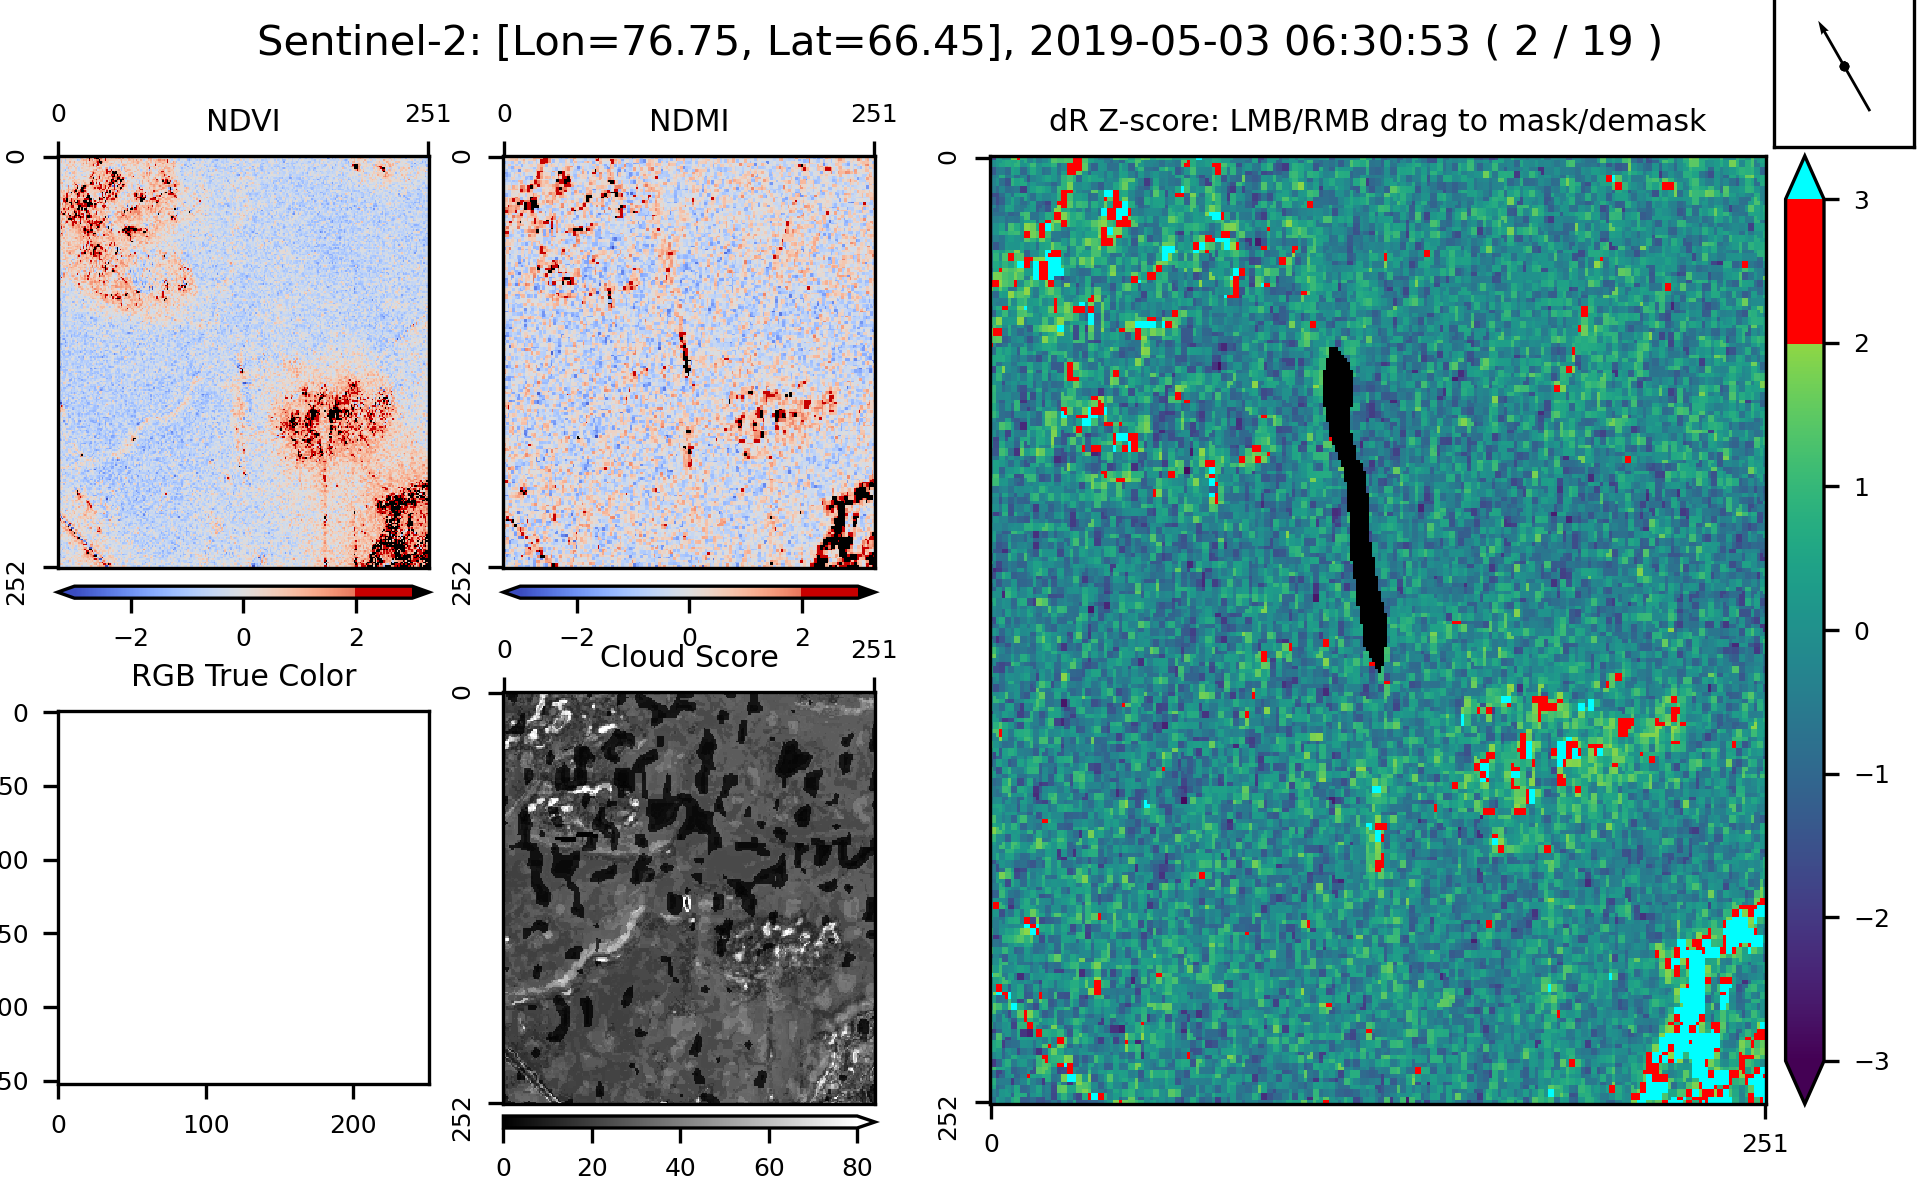 Sentinel-2: [Lon=76.75, Lat=66.45], 2019-05-03 06:30:53 ( 2 / 19 )
0 NDVI 251
0
252
−2 0 2
0 NDMI 251
0
252
−2 0 2
dR Z-score: LMB/RMB drag to mask/demask
0
252
0 251
3
2
1
0
−1
−2
−3
RGB True Color
0
50
00
50
00
50
0 100 200
0 Cloud Score 251
0
252
0 20 40 60 80